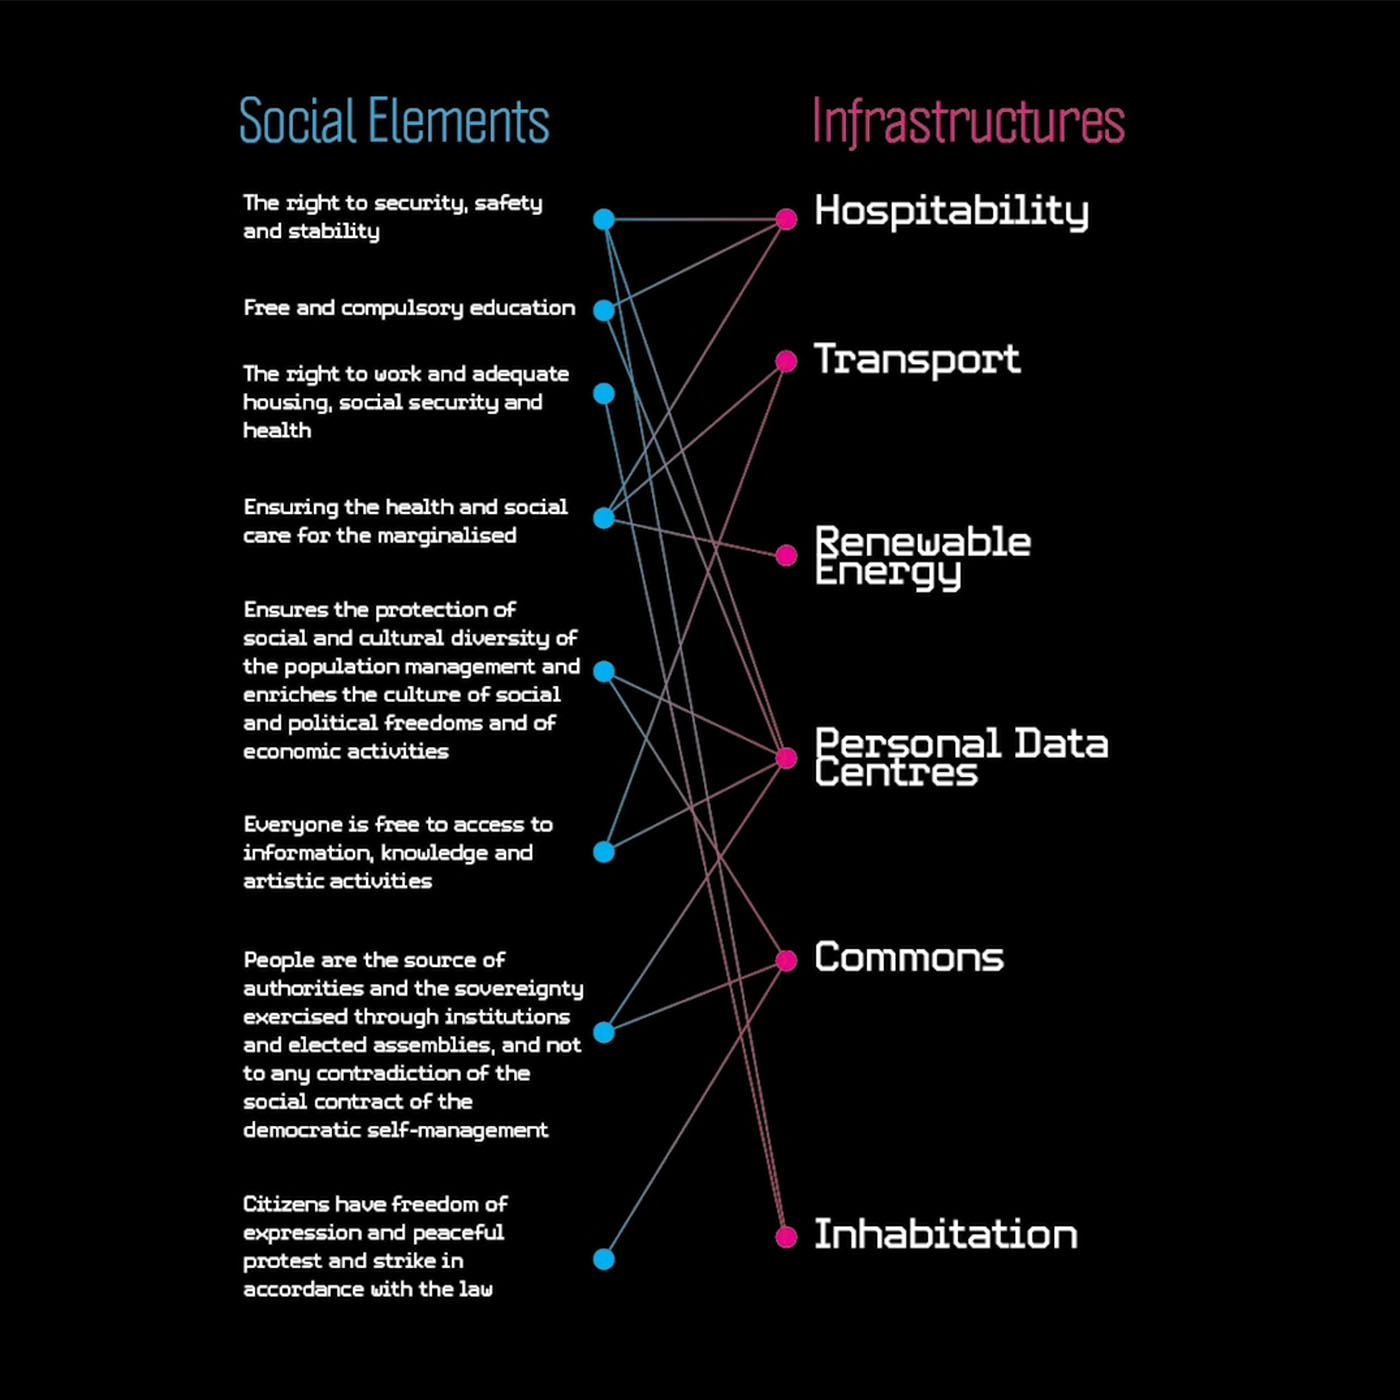 Social Elements
The right to security, safety
and stability
Free and compulsory education
The right to work and adequate
housing, social security and
health
Ensuring the health and social
care for the marginalised
Ensures the protection of
social and cultural diversity of
the population management and
enriches the culture of social
and political freedoms and of
economic activities
Everyone is free to access to
information, knowledge and
artistic activities
People are the source of
authorities and the sovereignty
exercised through institutions
and elected assemblies, and not
to any contradiction of the
social contract of the
democratic self-management
Citizens have freedom of
expression and peaceful
protest and strike in
accordance with the law
Infrastructures
Hospitability
Transport
Renewable
Energy
Personal Data
Centres
Commons
Inhabitation